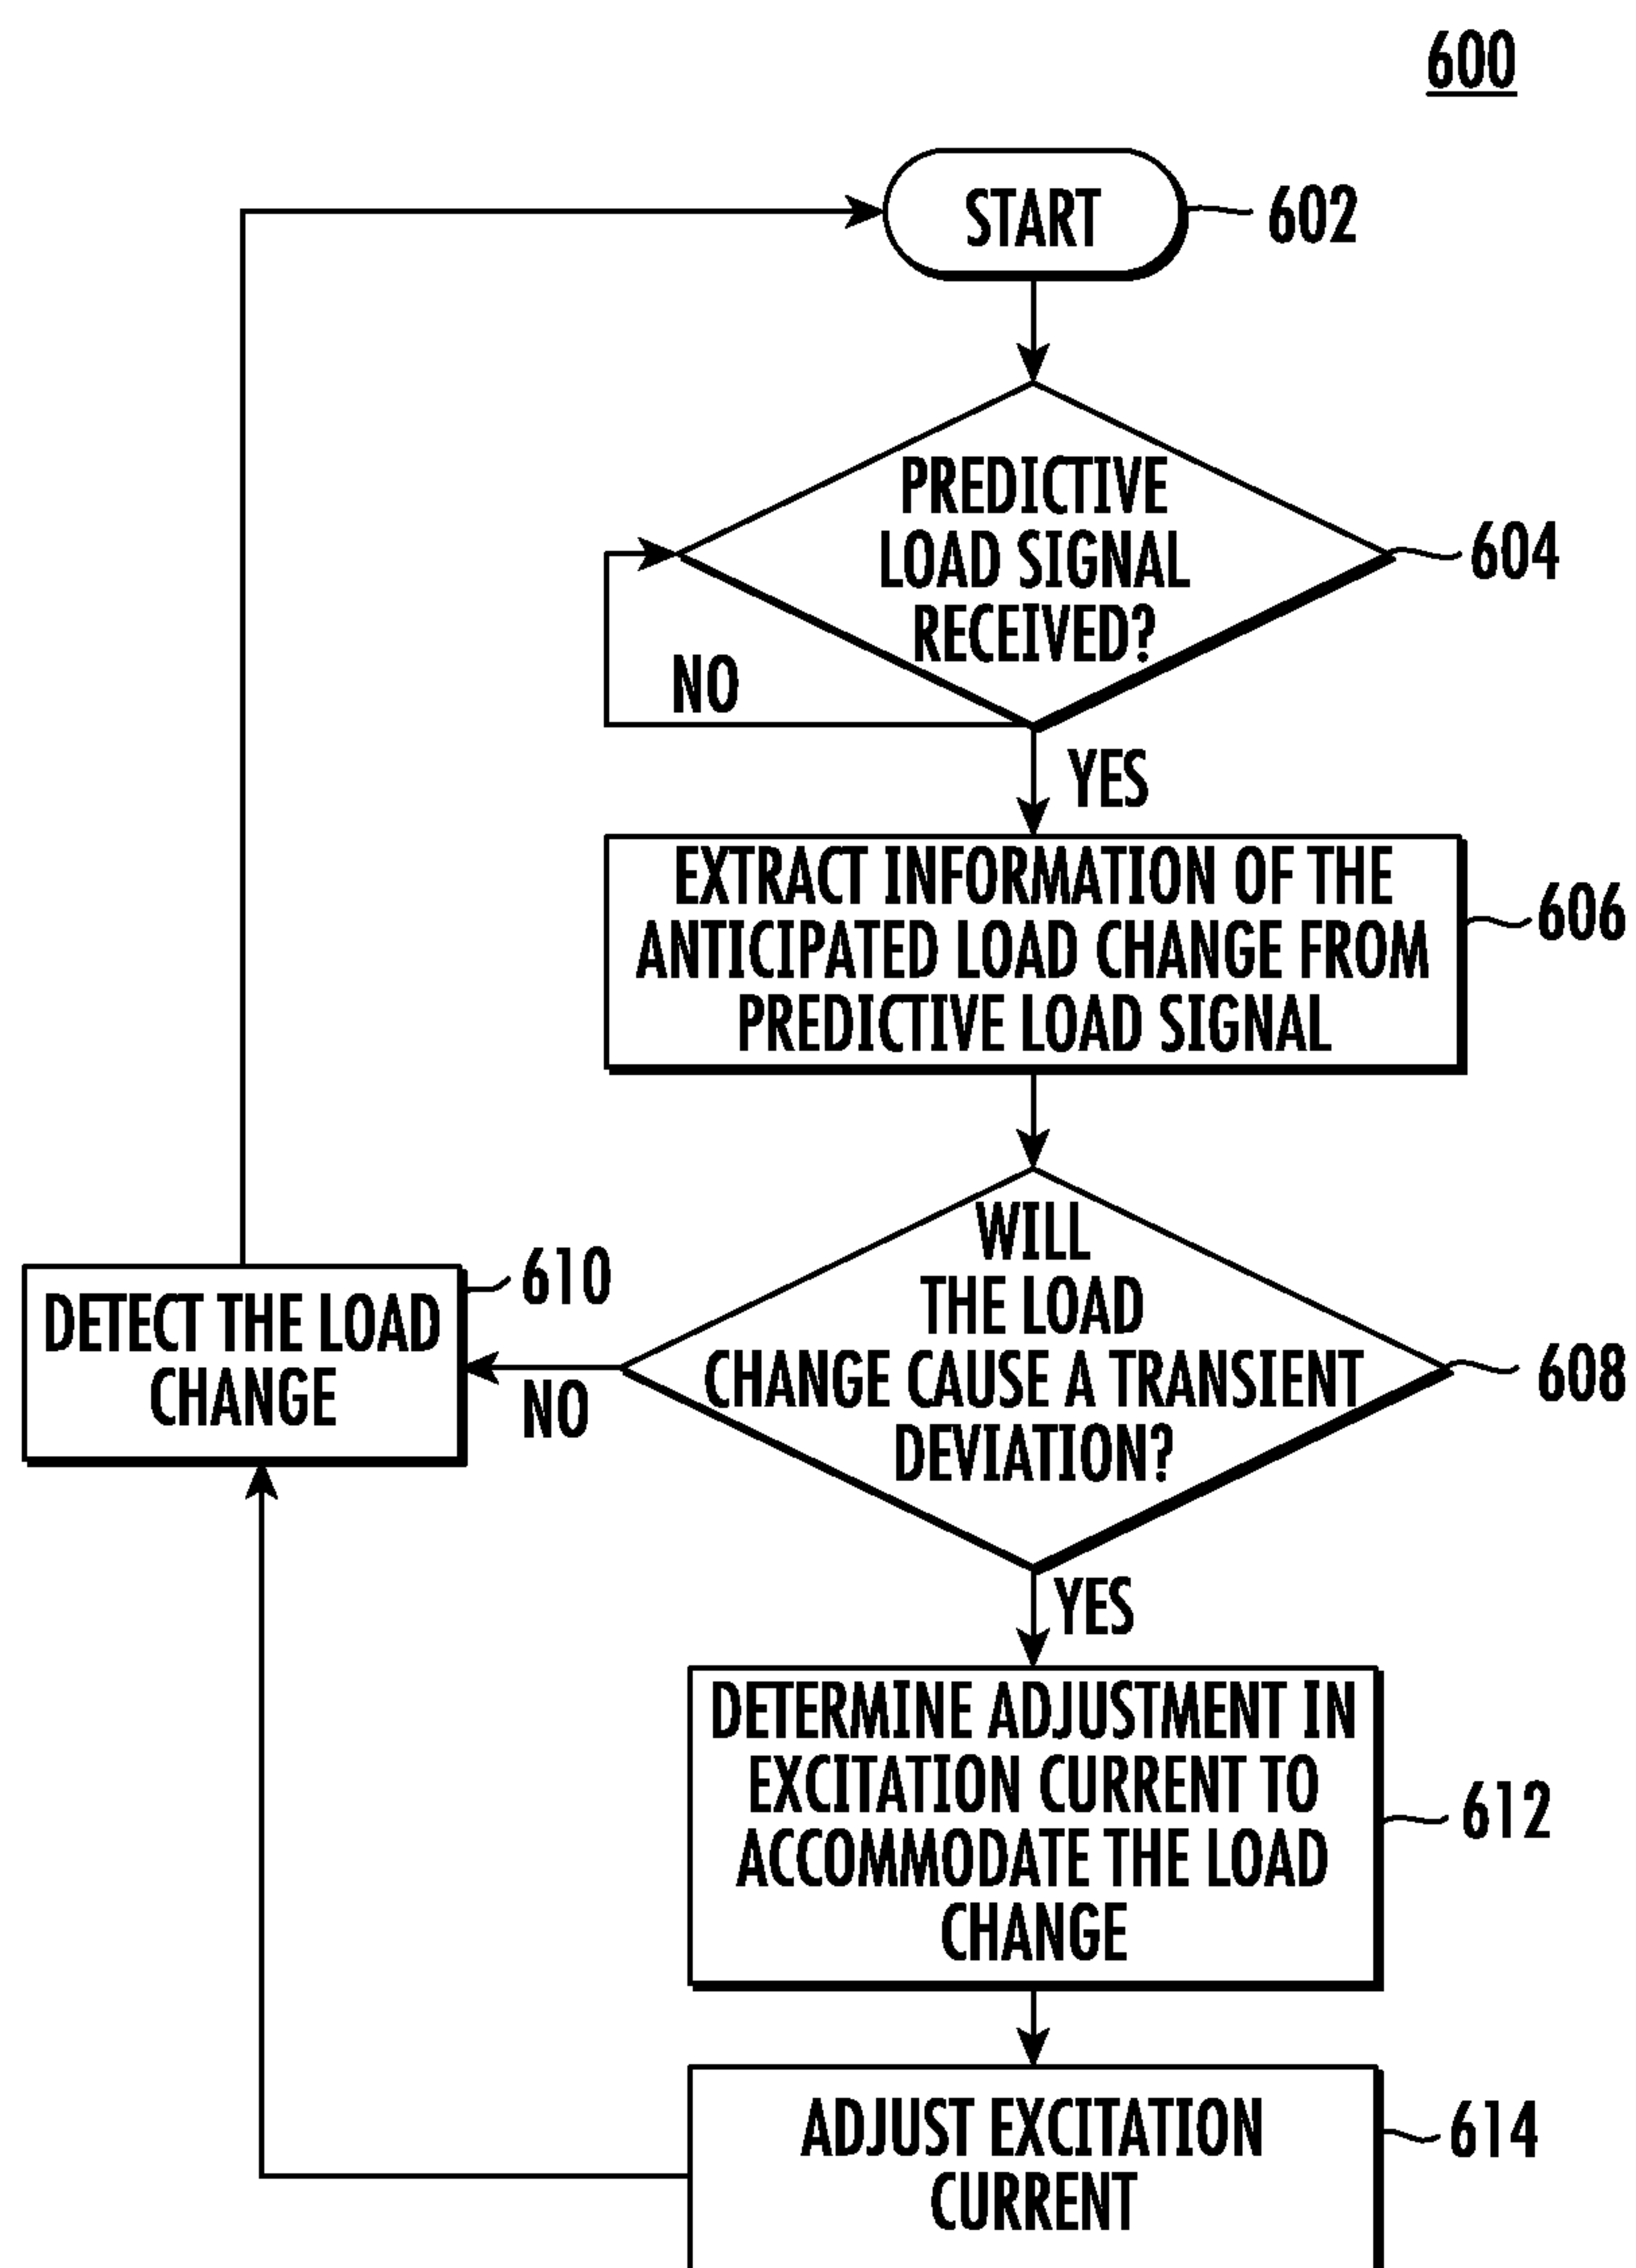 600
START
602
PREDICTIVE
LOAD SIGNAL
RECEIVED?
604
NO
YES
EXTRACT INFORMATION OF THE
ANTICIPATED LOAD CHANGE FROM
PREDICTIVE LOAD SIGNAL
606
WILL
THE LOAD
CHANGE CAUSE A TRANSIENT
DEVIATION?
608
NO
DETECT THE LOAD
CHANGE
610
YES
DETERMINE ADJUSTMENT IN
EXCITATION CURRENT TO
ACCOMMODATE THE LOAD
CHANGE
612
ADJUST EXCITATION
CURRENT
614